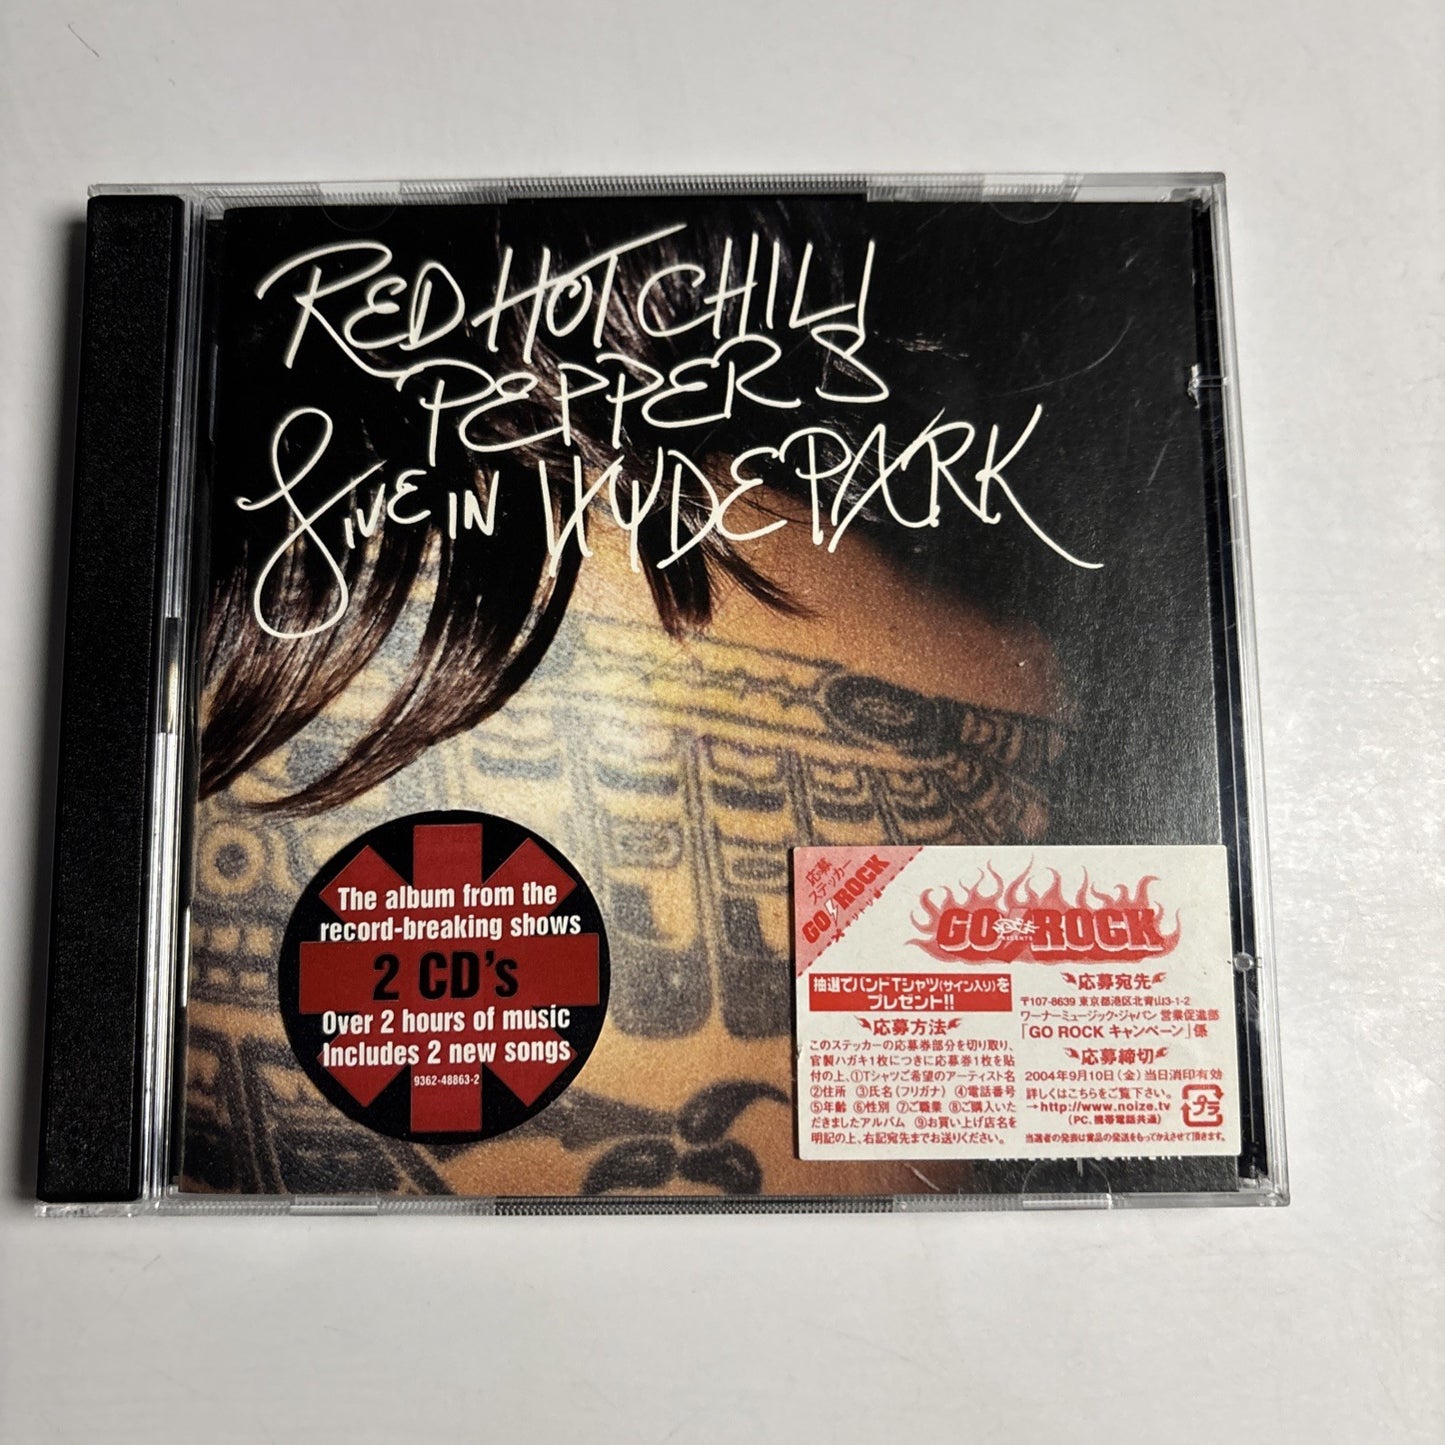 RED HOT CHILI
PEPPERS
LIVE IN HYDE PARK
The album from the
record-breaking shows
2 CD's
Over 2 hours of music
Includes 2 new songs
9362-48863-2
応募
ステッカー
GO ROCK
GO ROCK
PRESENTS
抽選でバンドTシャツ(サイン入り)を
プレゼント!!
応募方法
このステッカーの応募券部分を切り取り、
官製ハガキ1枚につきに応募券1枚を貼
付の上、①Tシャツご希望のアーティスト名
②住所 ③氏名(フリガナ) ④電話番号
⑤年齢 ⑥性別 ⑦ご職業 ⑧ご購入いた
だきましたアルバム ⑨お買い上げ店名を
明記の上、右記宛先までお送りください。
応募宛先
〒107-8639 東京都港区北青山3-1-2
ワーナーミュージック・ジャパン 営業促進部
「GO ROCK キャンペーン」係
応募締切
2004年9月10日(金)当日消印有効
詳しくはこちらをご覧下さい。
→http://www.noize.tv
(PC、携帯電話共通)
プラ
当選者の発表は賞品の発送をもってかえさせて頂きます。